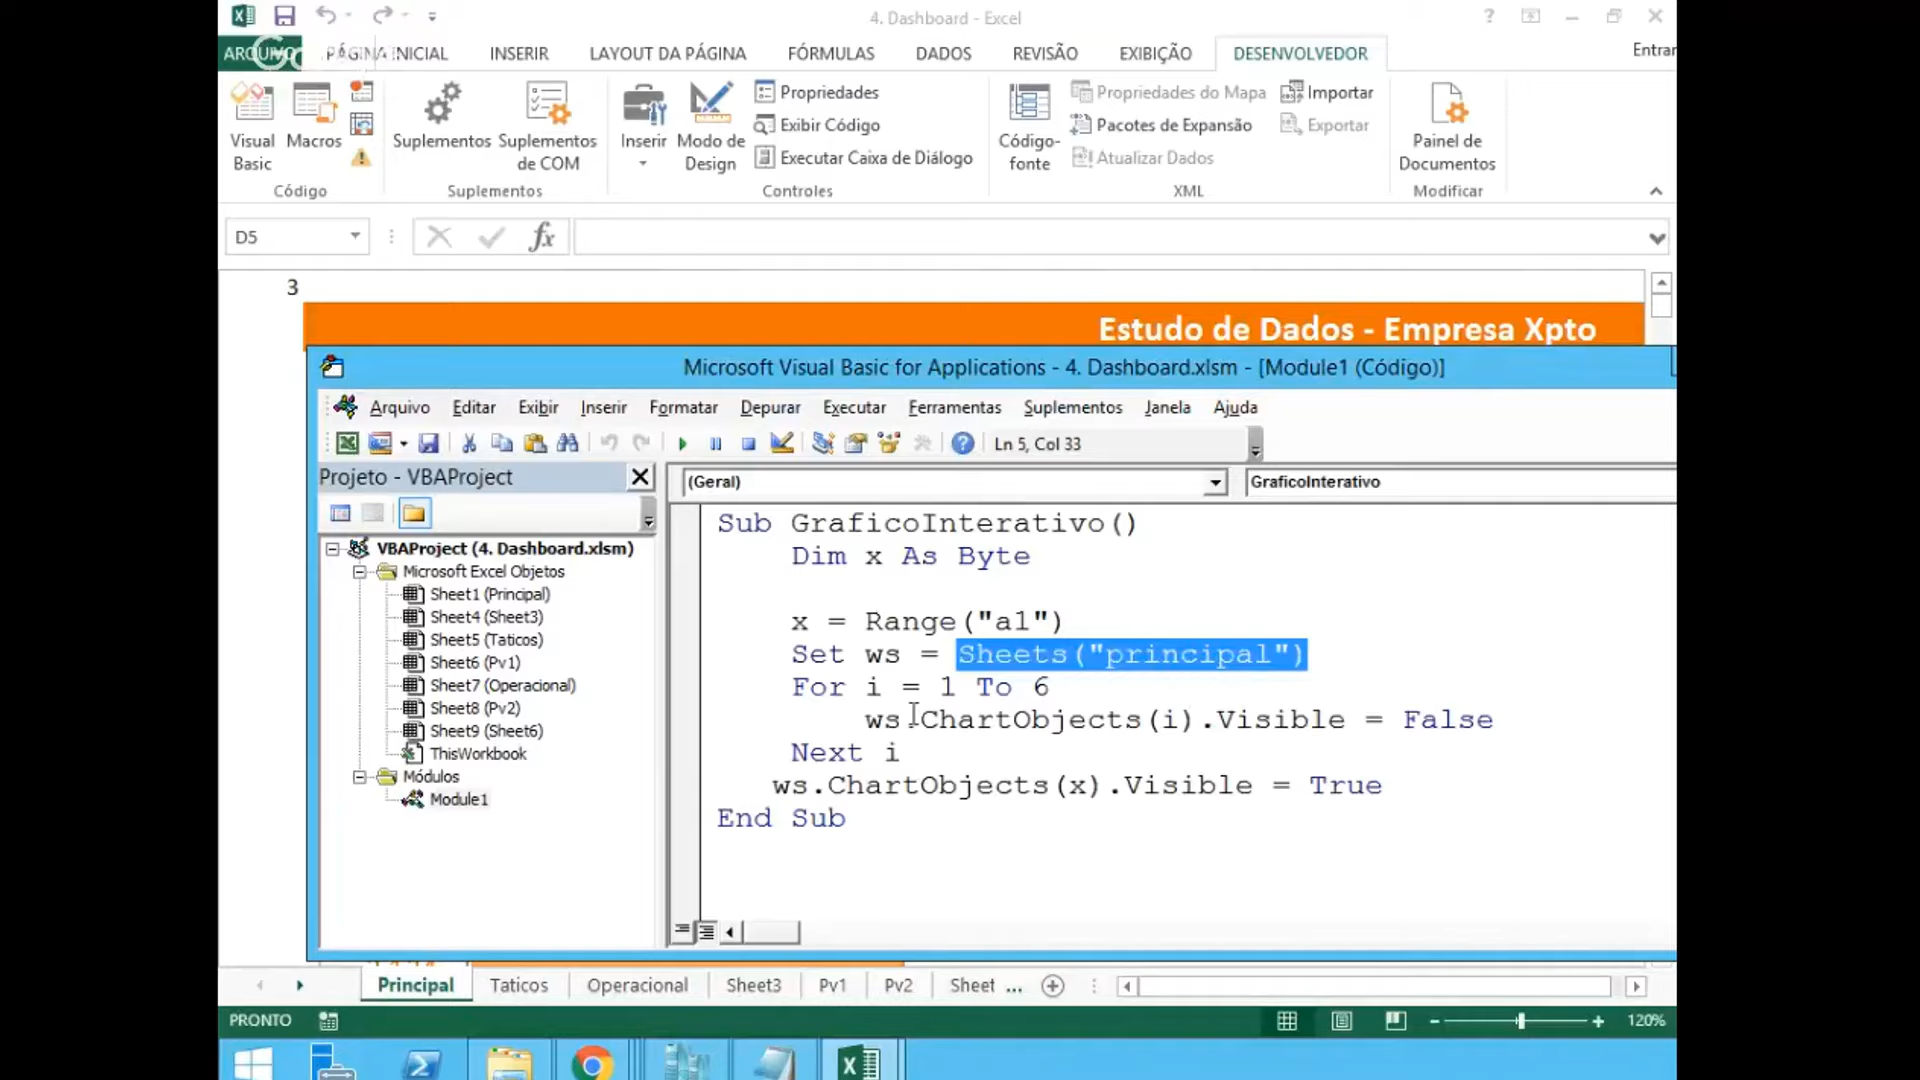 4. Dashboard - Excel
ARQUIVO PÁGINA INICIAL INSERIR LAYOUT DA PÁGINA FÓRMULAS DADOS REVISÃO EXIBIÇÃO DESENVOLVEDOR Entrar
Visual Basic
Macros
Código
Suplementos
Suplementos de COM
Suplementos
Inserir
Modo de Design
Propriedades
Exibir Código
Executar Caixa de Diálogo
Controles
Código-fonte
Propriedades do Mapa
Pacotes de Expansão
Atualizar Dados
Importar
Exportar
XML
Painel de Documentos
Modificar
D5
fx
3
Estudo de Dados - Empresa Xpto
Microsoft Visual Basic for Applications - 4. Dashboard.xlsm - [Module1 (Código)]
Arquivo Editar Exibir Inserir Formatar Depurar Executar Ferramentas Suplementos Janela Ajuda
Ln 5, Col 33
Projeto - VBAProject
VBAProject (4. Dashboard.xlsm)
Microsoft Excel Objetos
Sheet1 (Principal)
Sheet4 (Sheet3)
Sheet5 (Taticos)
Sheet6 (Pv1)
Sheet7 (Operacional)
Sheet8 (Pv2)
Sheet9 (Sheet6)
ThisWorkbook
Módulos
Module1
(Geral)
GraficoInterativo
Sub GraficoInterativo()
Dim x As Byte
x = Range("a1")
Set ws = Sheets("principal")
For i = 1 To 6
ws.ChartObjects(i).Visible = False
Next i
ws.ChartObjects(x).Visible = True
End Sub
Principal Taticos Operacional Sheet3 Pv1 Pv2 Sheet ...
PRONTO
120%